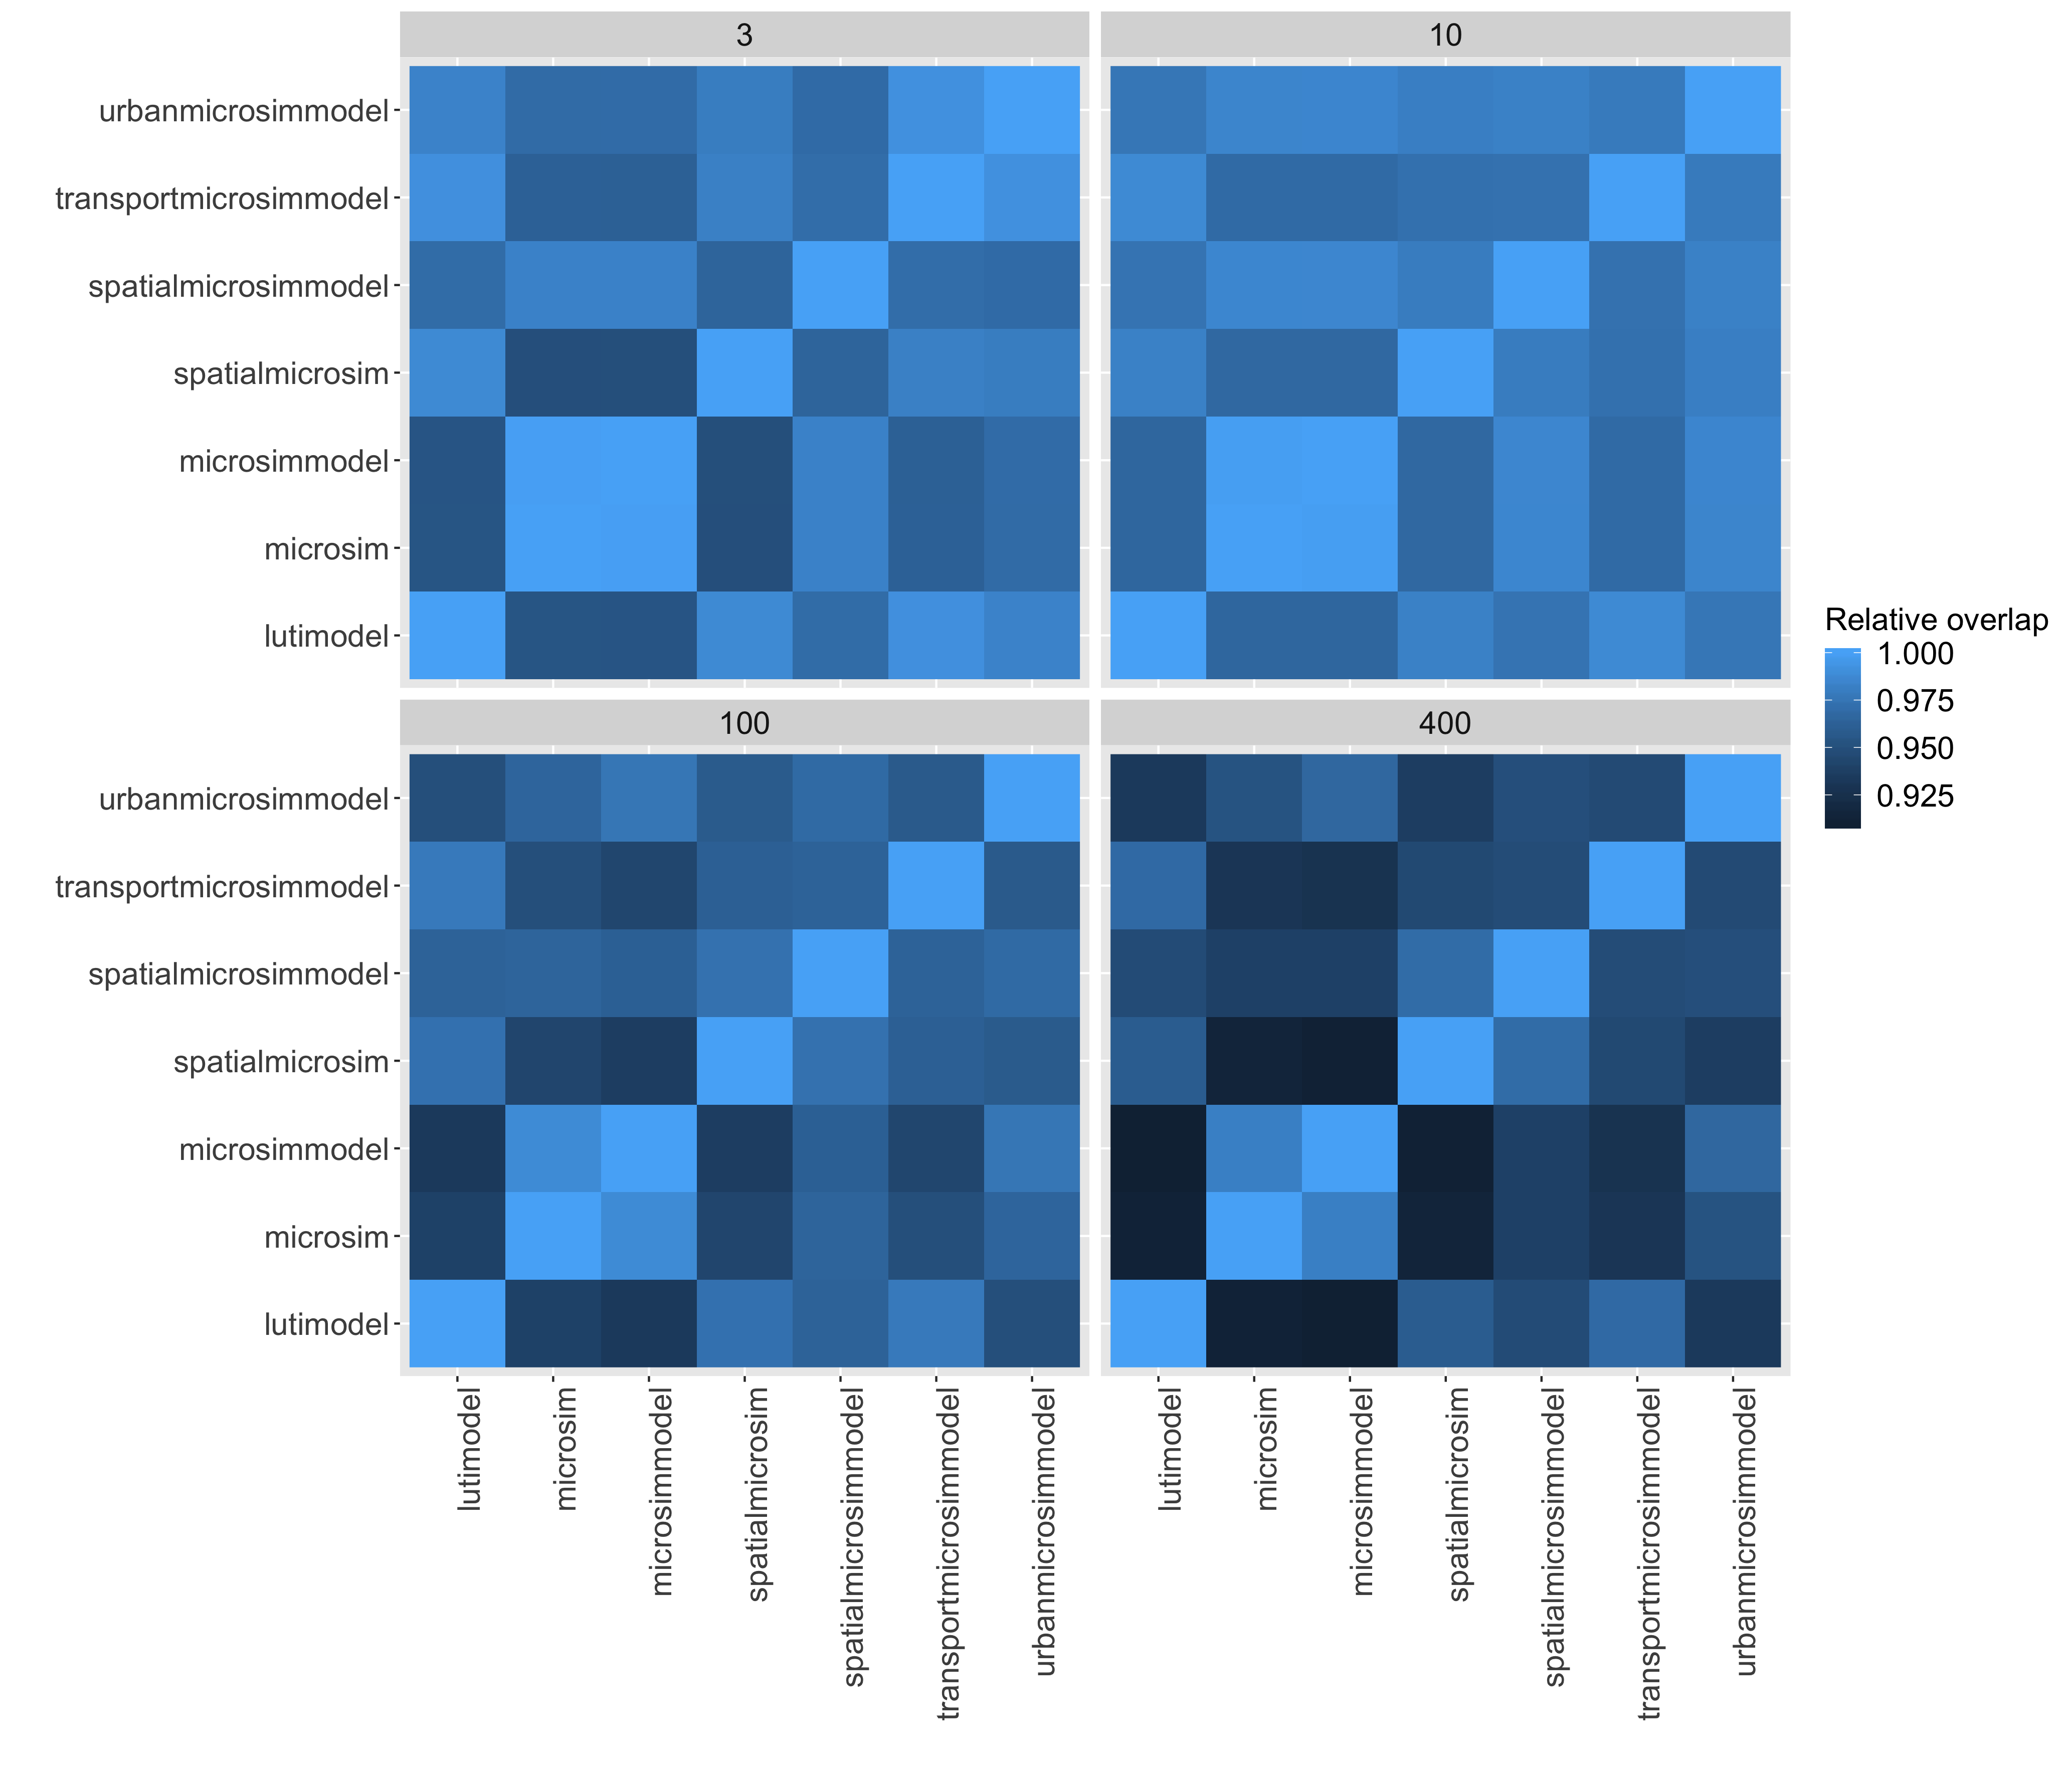 3
10
urbanmicrosimmodel
transportmicrosimmodel
spatialmicrosimmodel
spatialmicrosim
microsimmodel
microsim
lutimodel
Relative overlap
1.000
0.975
0.950
0.925
100
400
urbanmicrosimmodel
transportmicrosimmodel
spatialmicrosimmodel
spatialmicrosim
microsimmodel
microsim
lutimodel
lutimodel
microsim
microsimmodel
spatialmicrosim
spatialmicrosimmodel
transportmicrosimmodel
urbanmicrosimmodel
lutimodel
microsim
microsimmodel
spatialmicrosim
spatialmicrosimmodel
transportmicrosimmodel
urbanmicrosimmodel